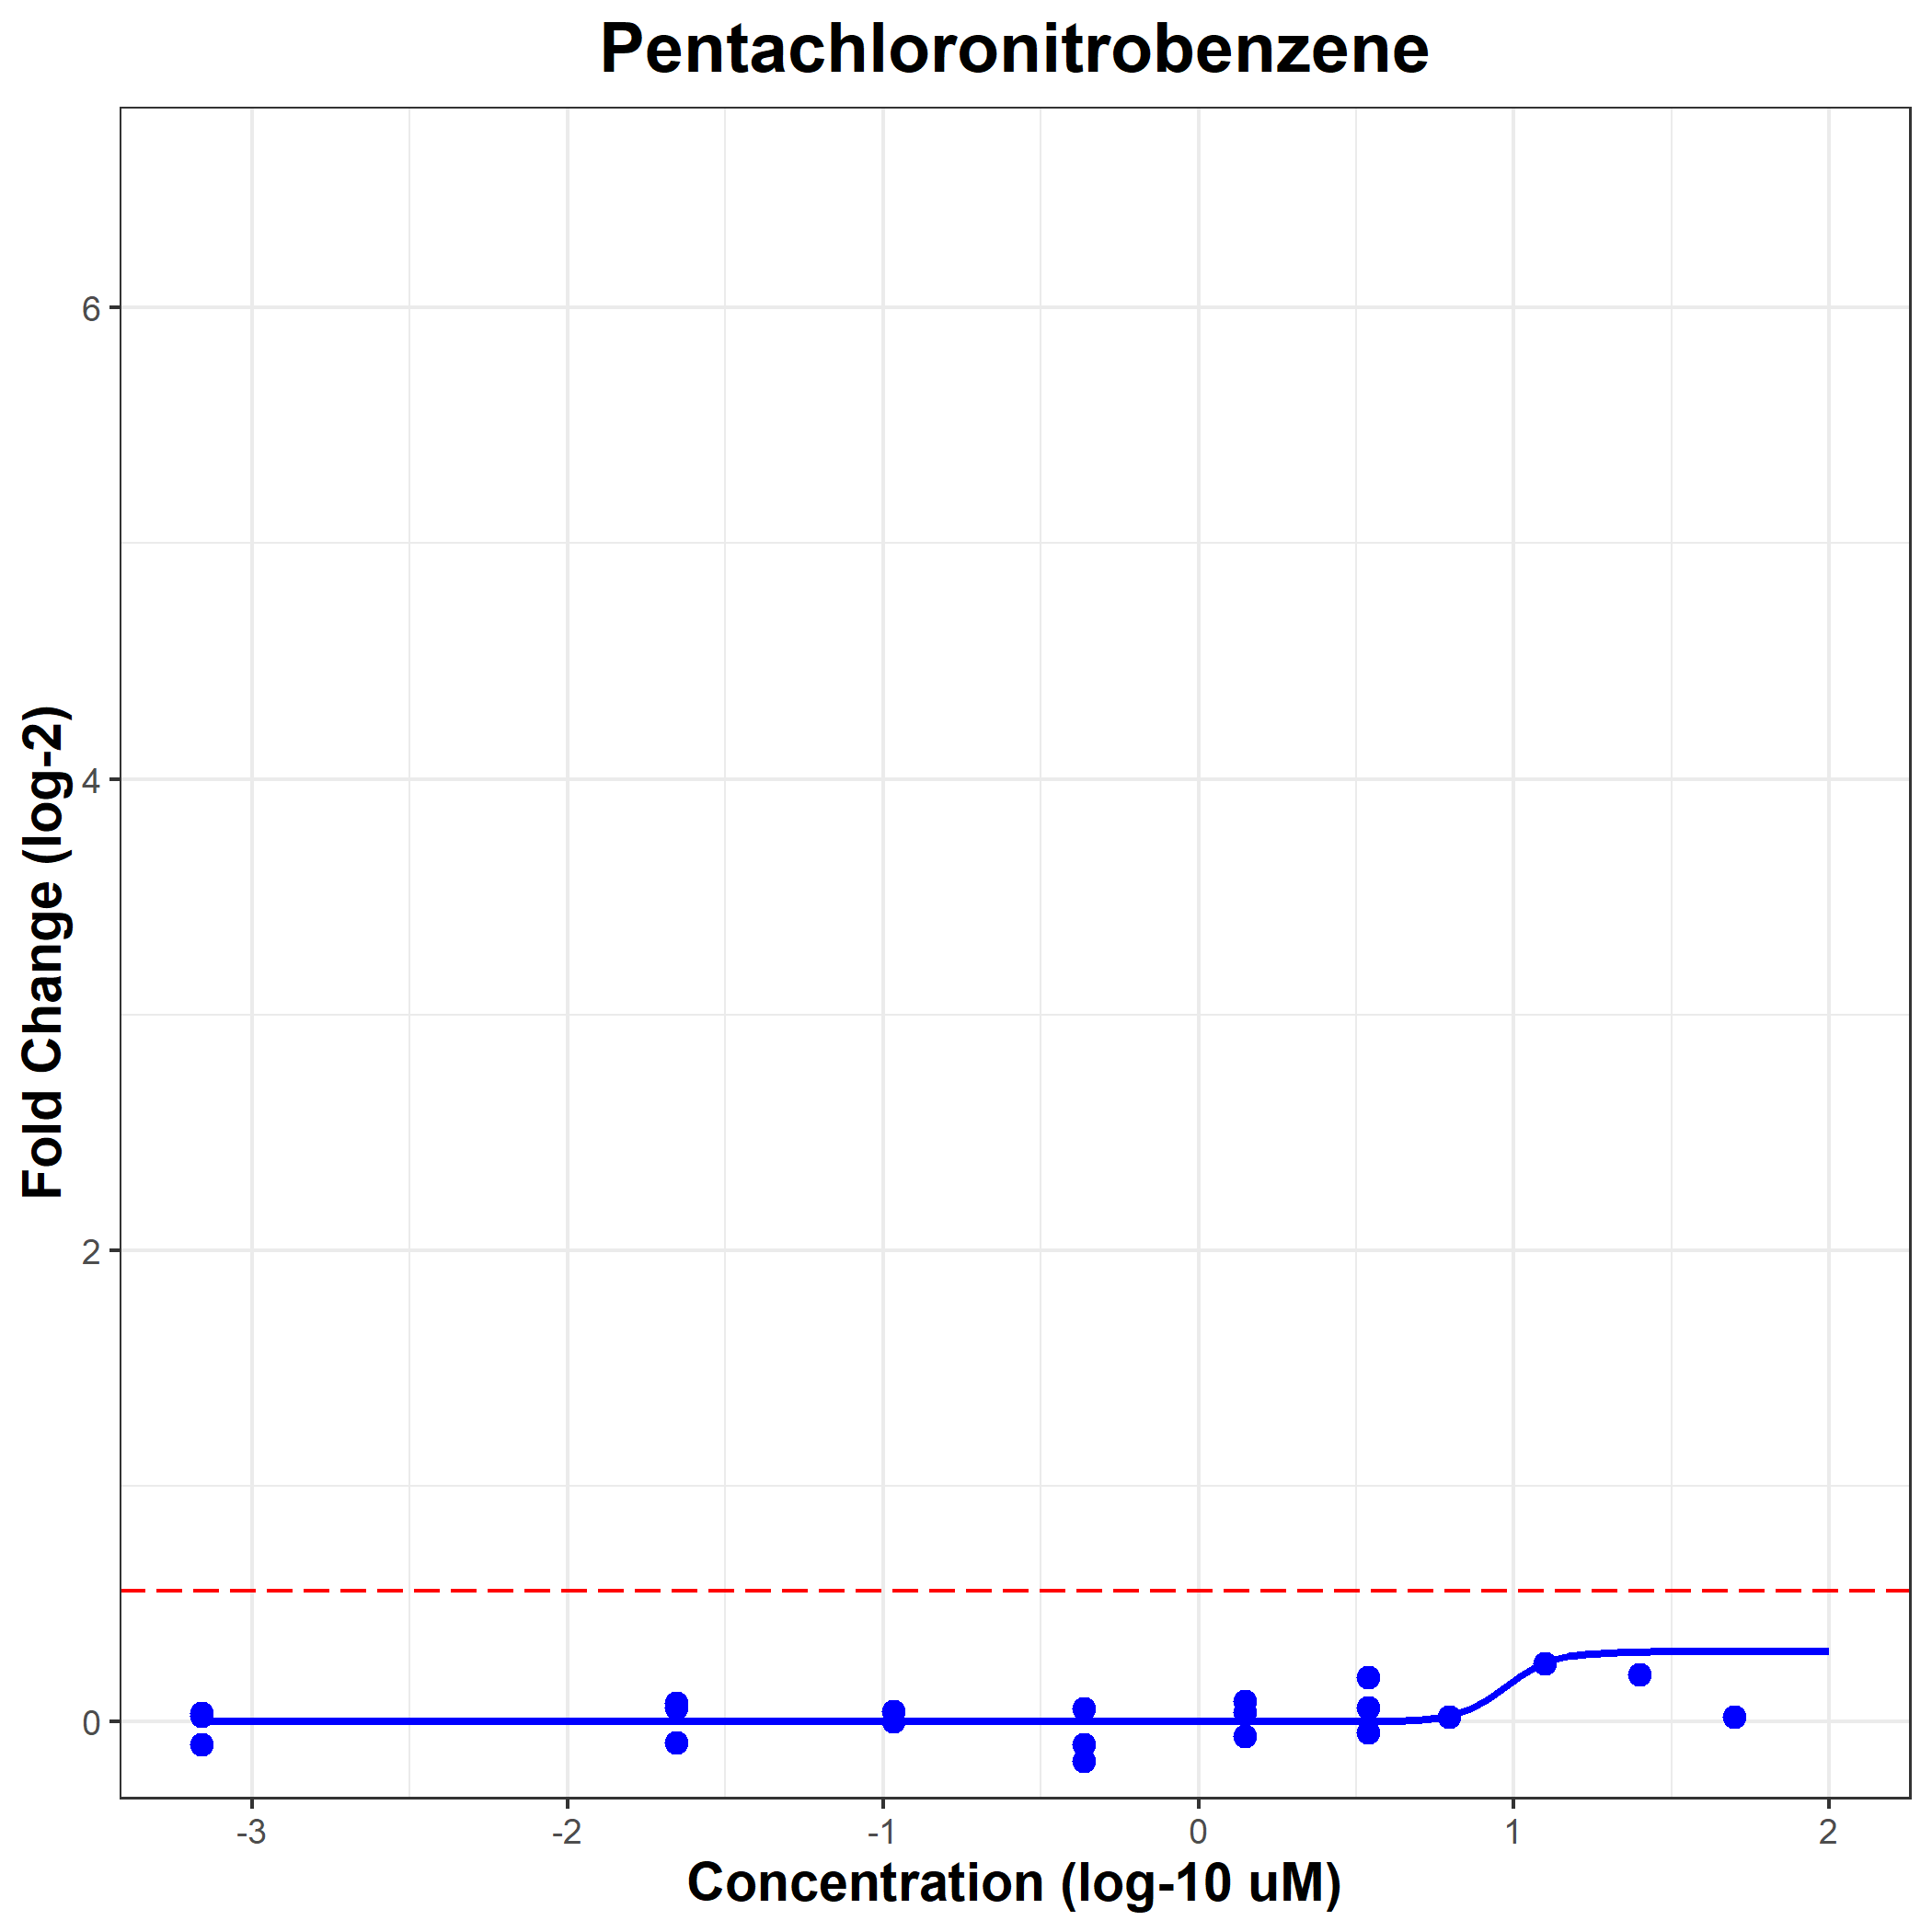 Pentachloronitrobenzene
Fold Change (log-2)
6
4
2
0
-3 -2 -1 0 1 2
Concentration (log-10 uM)